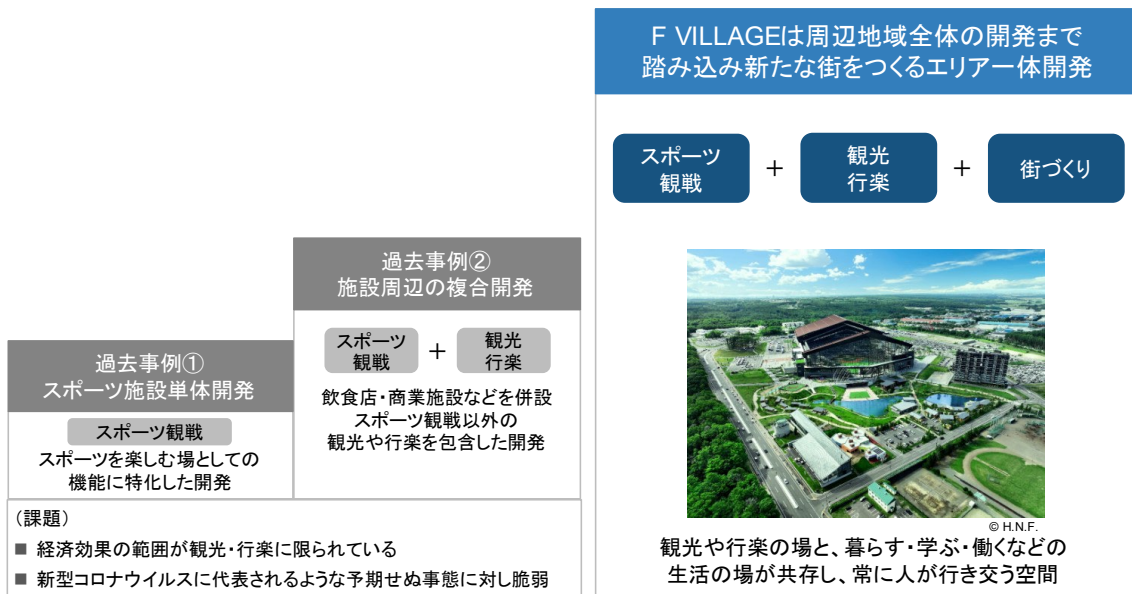 F VILLAGEは周辺地域全体の開発まで
踏み込み新たな街をつくるエリア一体開発
スポーツ
観戦
+
観光
行楽
+
街づくり
過去事例②
施設周辺の複合開発
スポーツ
観戦
+
観光
行楽
飲食店・商業施設などを併設
スポーツ観戦以外の
観光や行楽を包含した開発
過去事例①
スポーツ施設単体開発
スポーツ観戦
スポーツを楽しむ場としての
機能に特化した開発
(課題)
■ 経済効果の範囲が観光・行楽に限られている
■ 新型コロナウイルスに代表されるような予期せぬ事態に対し脆弱
© H.N.F.
観光や行楽の場と、暮らす・学ぶ・働くなどの
生活の場が共存し、常に人が行き交う空間